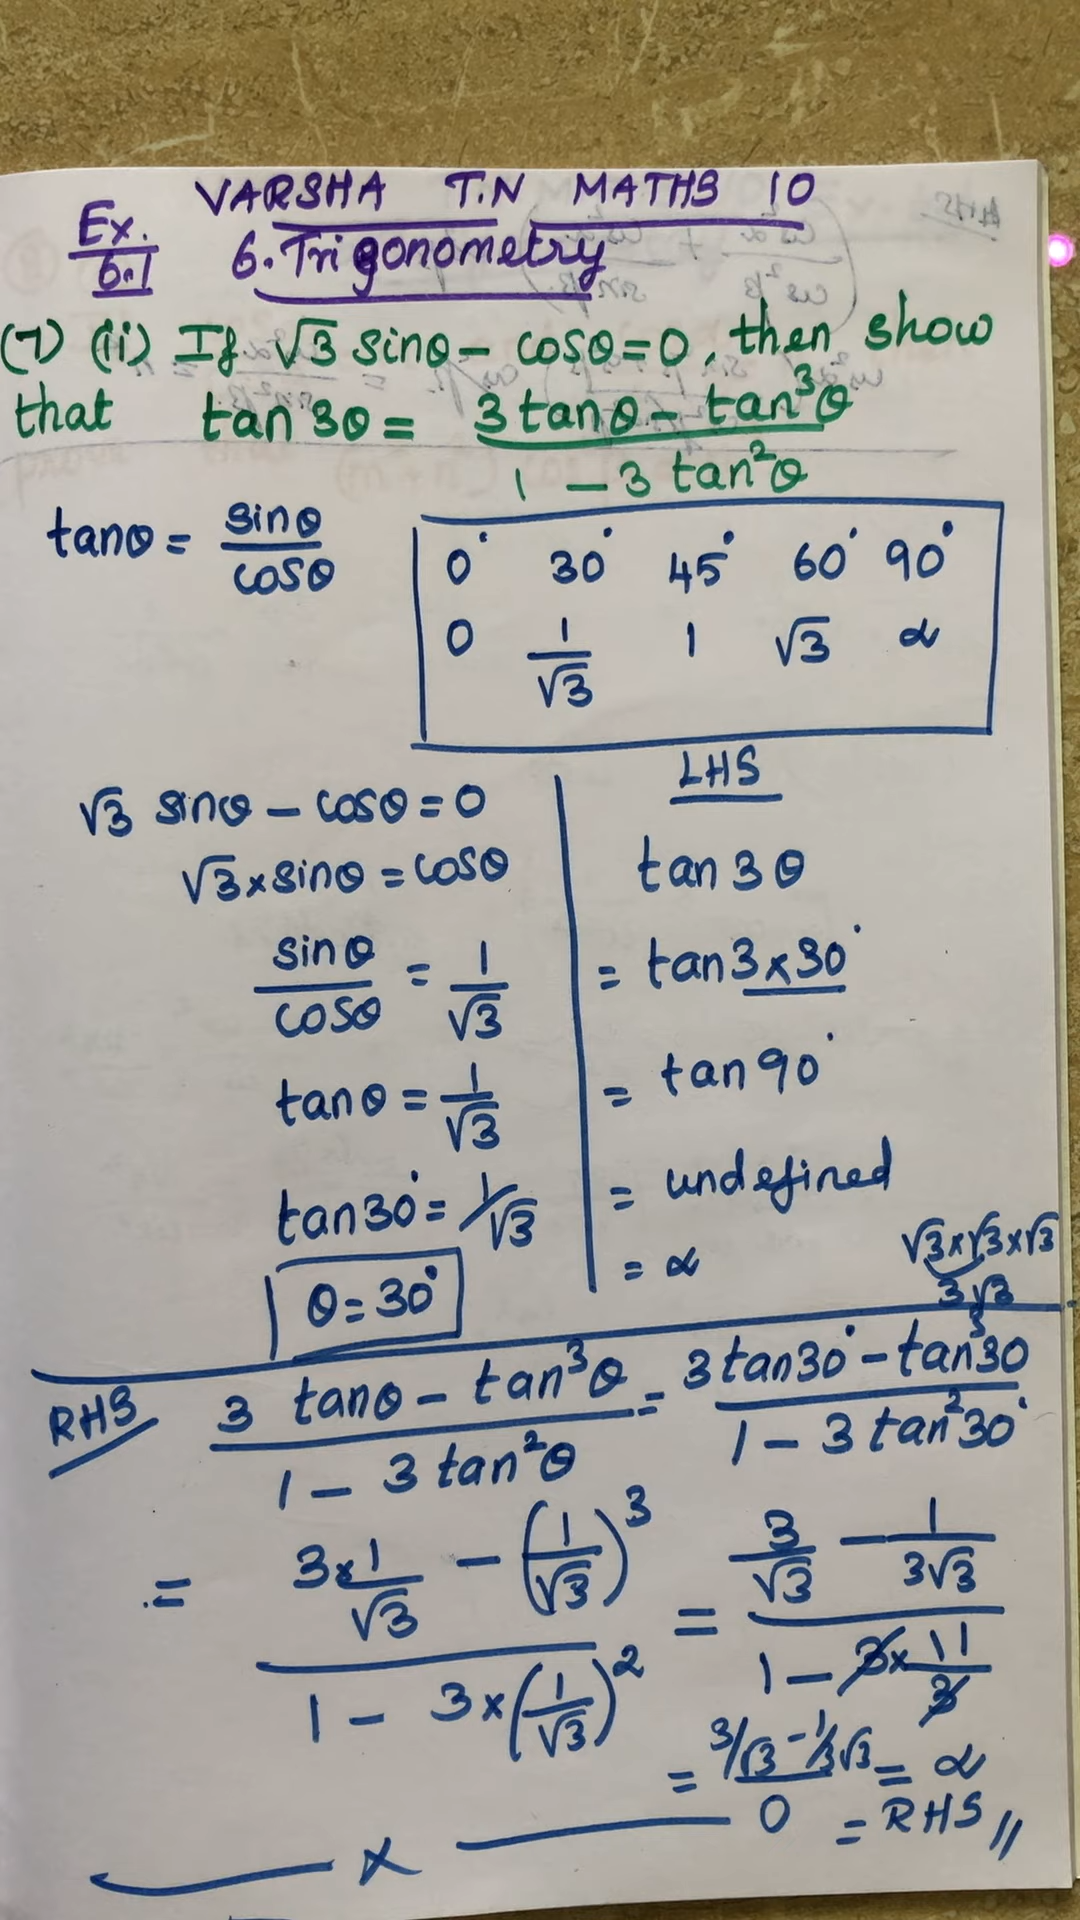 VARSHA T.N MATHS 10
Ex. 6.1
6. Trigonometry
(7) (ii) If √3 sinθ - cosθ = 0, then show
that tan 3θ = (3 tanθ - tan³θ) / (1 - 3 tan²θ)
tanθ = sinθ / cosθ
0° 30° 45° 60° 90°
0 1/√3 1 √3 α
√3 sinθ - cosθ = 0
√3 × sinθ = cosθ
sinθ / cosθ = 1/√3
tanθ = 1/√3
tan30° = 1/√3
θ = 30°
LHS
tan 3θ
= tan 3×30°
= tan 90°
= undefined
= α
√3×√3×√3
3√3
RHS (3 tanθ - tan³θ) / (1 - 3 tan²θ) = (3 tan30° - tan³30) / (1 - 3 tan²30°)
= (3×1/√3 - (1/√3)³) / (1 - 3×(1/√3)²) = (3/√3 - 1/3√3) / (1 - 3×11/3)
= (3/√3 - 1/3√3) / 0 = α
= RHS //
x